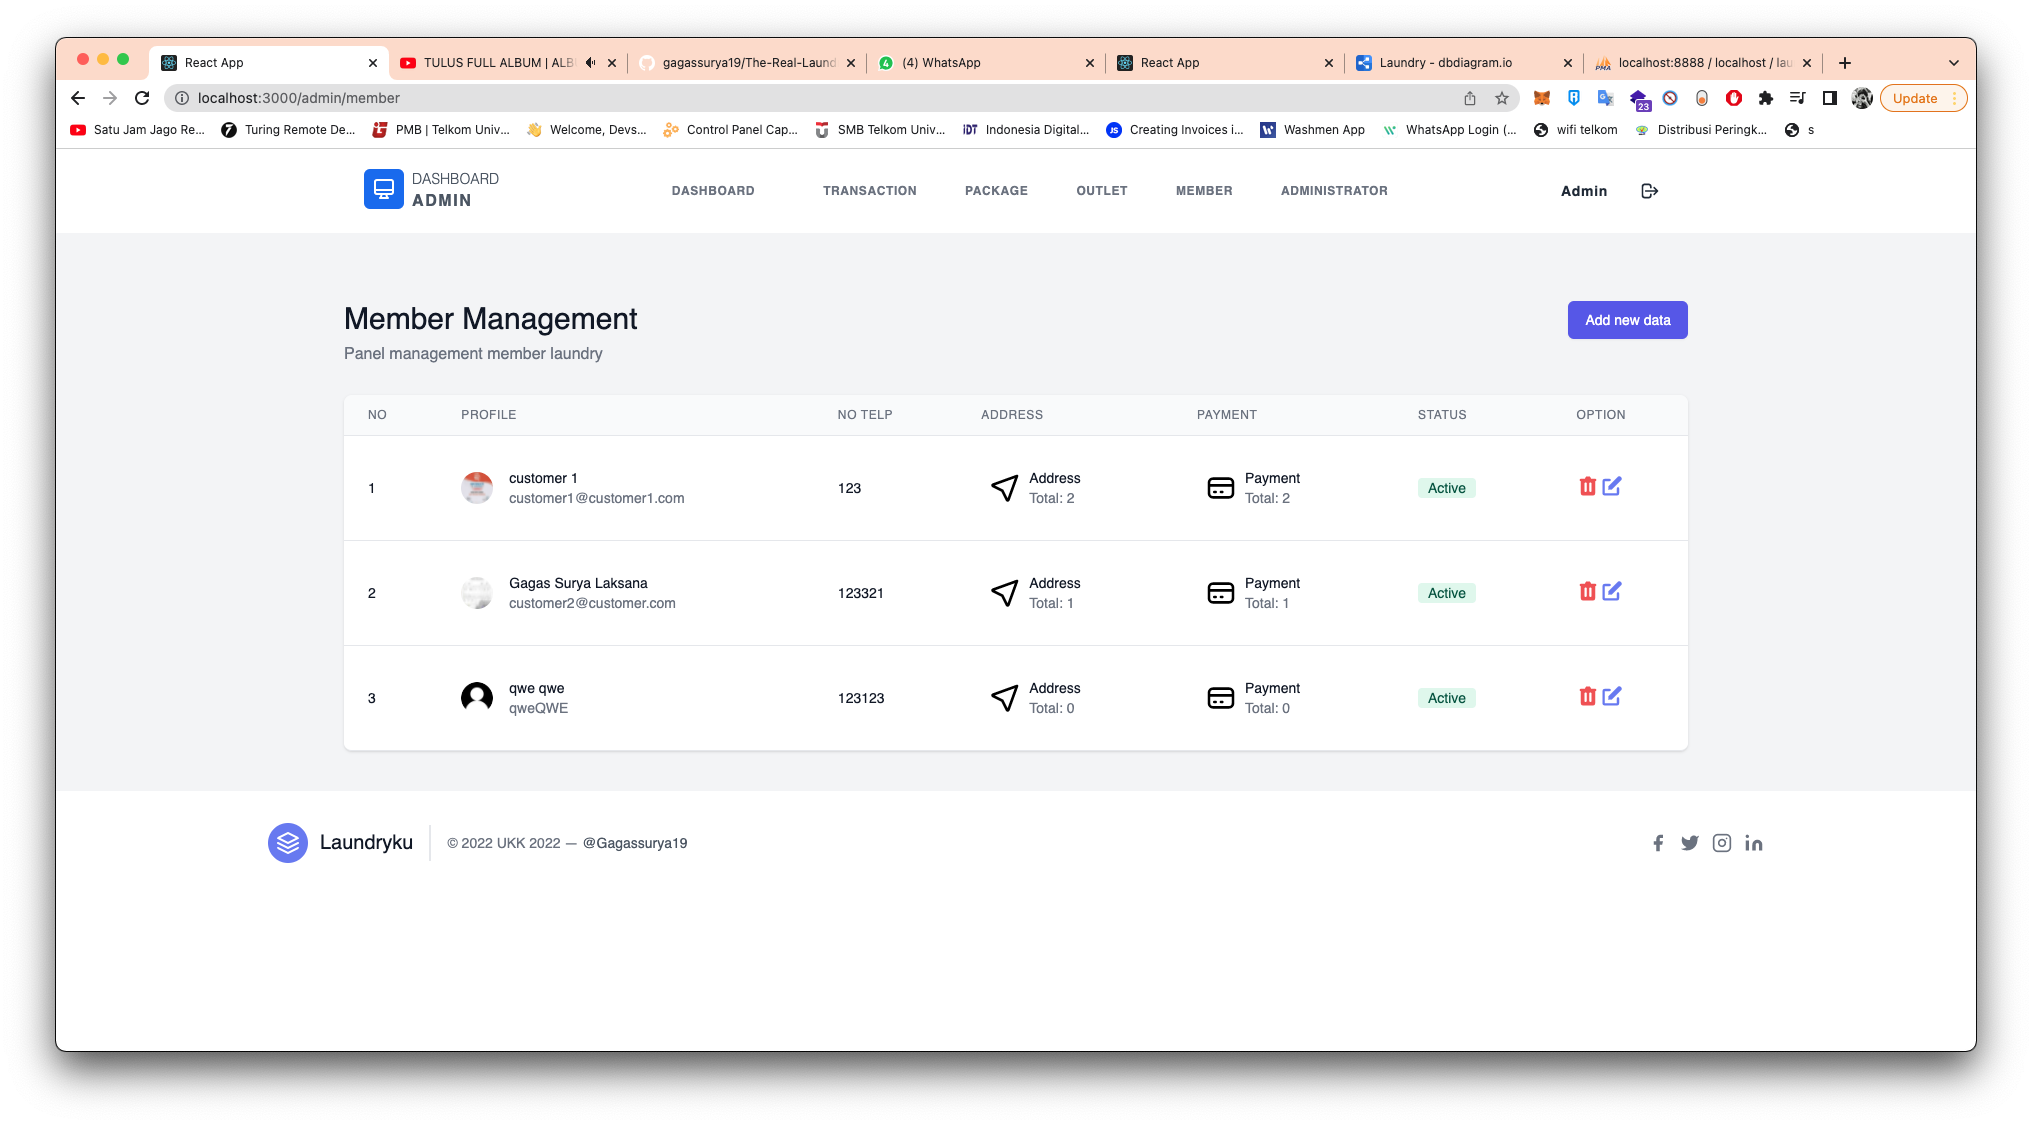 React App
TULUS FULL ALBUM | ALB
gagassurya19/The-Real-Laund
(4) WhatsApp
React App
Laundry - dbdiagram.io
localhost:8888 / localhost / lau
localhost:3000/admin/member
23
Update
Satu Jam Jago Re...
Turing Remote De...
PMB | Telkom Univ...
Welcome, Devs...
Control Panel Cap...
SMB Telkom Univ...
Indonesia Digital...
Creating Invoices i...
Washmen App
WhatsApp Login (...
wifi telkom
Distribusi Peringk...
s
DASHBOARD
ADMIN
DASHBOARD
TRANSACTION
PACKAGE
OUTLET
MEMBER
ADMINISTRATOR
Admin
Member Management
Add new data
Panel management member laundry
NO PROFILE NO TELP ADDRESS PAYMENT STATUS OPTION
1
customer 1
customer1@customer1.com
123
Address
Total: 2
Payment
Total: 2
Active
2
Gagas Surya Laksana
customer2@customer.com
123321
Address
Total: 1
Payment
Total: 1
Active
3
qwe qwe
qweQWE
123123
Address
Total: 0
Payment
Total: 0
Active
Laundryku
© 2022 UKK 2022 — @Gagassurya19